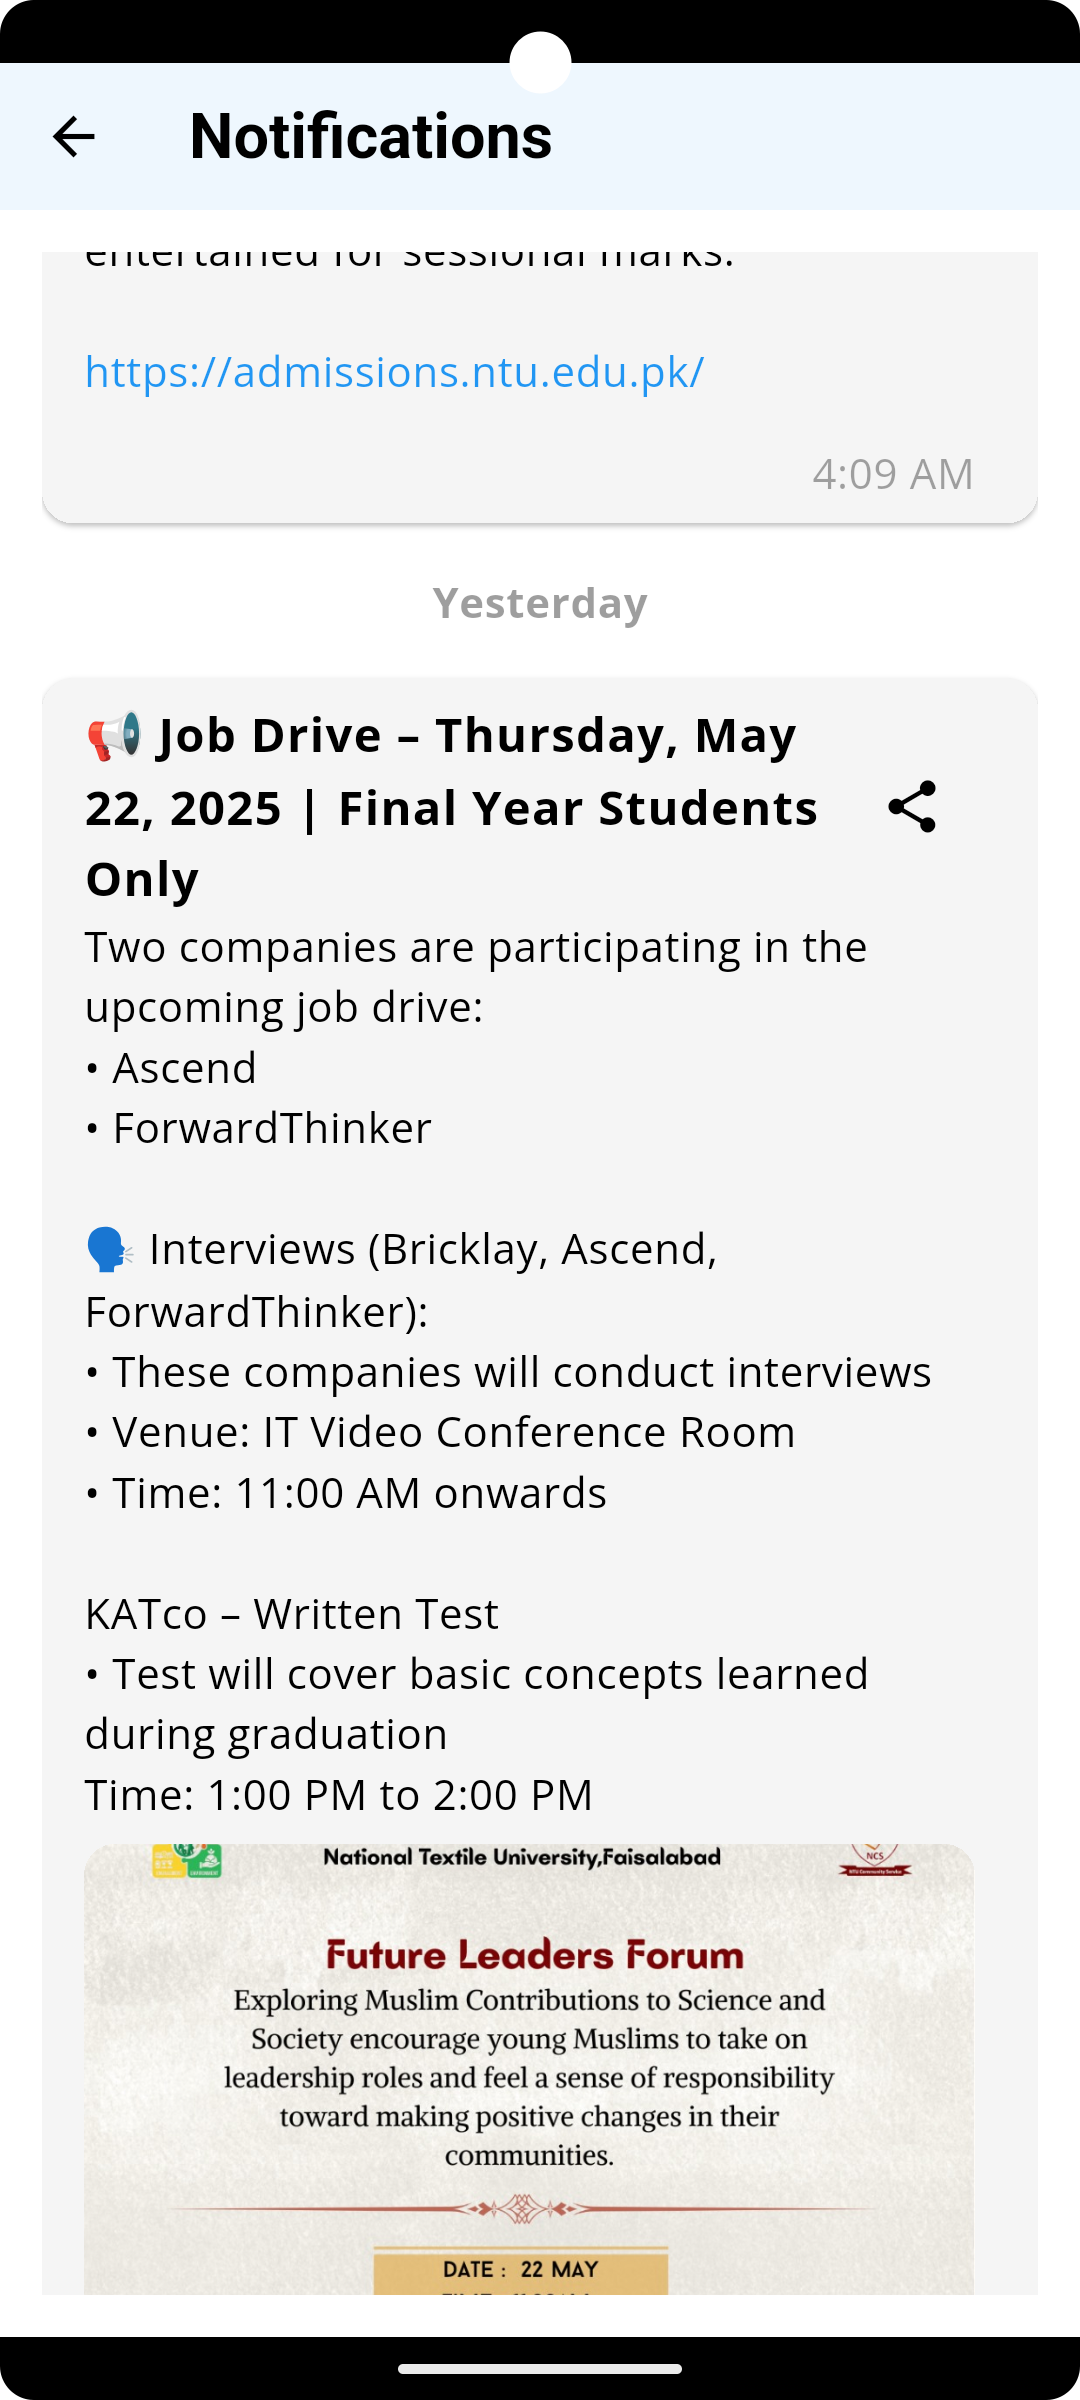 Notifications
entertained for sessional marks.
https://admissions.ntu.edu.pk/
4:09 AM
Yesterday
📢 Job Drive – Thursday, May
22, 2025 | Final Year Students
Only
Two companies are participating in the
upcoming job drive:
• Ascend
• ForwardThinker
🗣️ Interviews (Bricklay, Ascend,
ForwardThinker):
• These companies will conduct interviews
• Venue: IT Video Conference Room
• Time: 11:00 AM onwards
KATco – Written Test
• Test will cover basic concepts learned
during graduation
Time: 1:00 PM to 2:00 PM
National Textile University,Faisalabad
NCS
Future Leaders Forum
Exploring Muslim Contributions to Science and
Society encourage young Muslims to take on
leadership roles and feel a sense of responsibility
toward making positive changes in their
communities.
DATE : 22 MAY